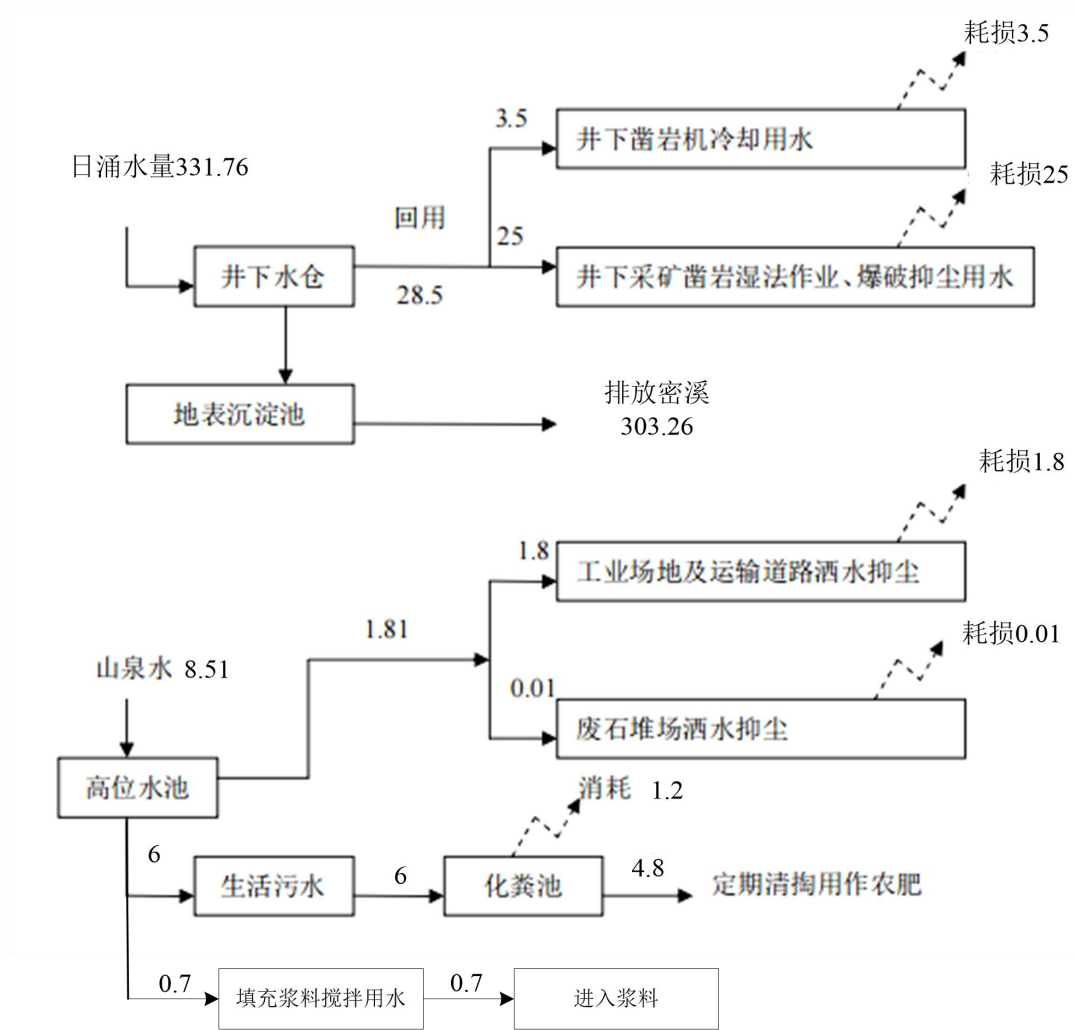 耗损3.5
3.5
井下凿岩机冷却用水
日涌水量331.76
耗损25
回用
25
井下水仓
井下采矿凿岩湿法作业、爆破抑尘用水
28.5
排放密溪
303.26
地表沉淀池
耗损1.8
1.8
工业场地及运输道路洒水抑尘
1.81
耗损0.01
山泉水 8.51
0.01
废石堆场洒水抑尘
高位水池
消耗 1.2
6
生活污水
6
化粪池
4.8
定期清掏用作农肥
0.7
填充浆料搅拌用水
0.7
进入浆料